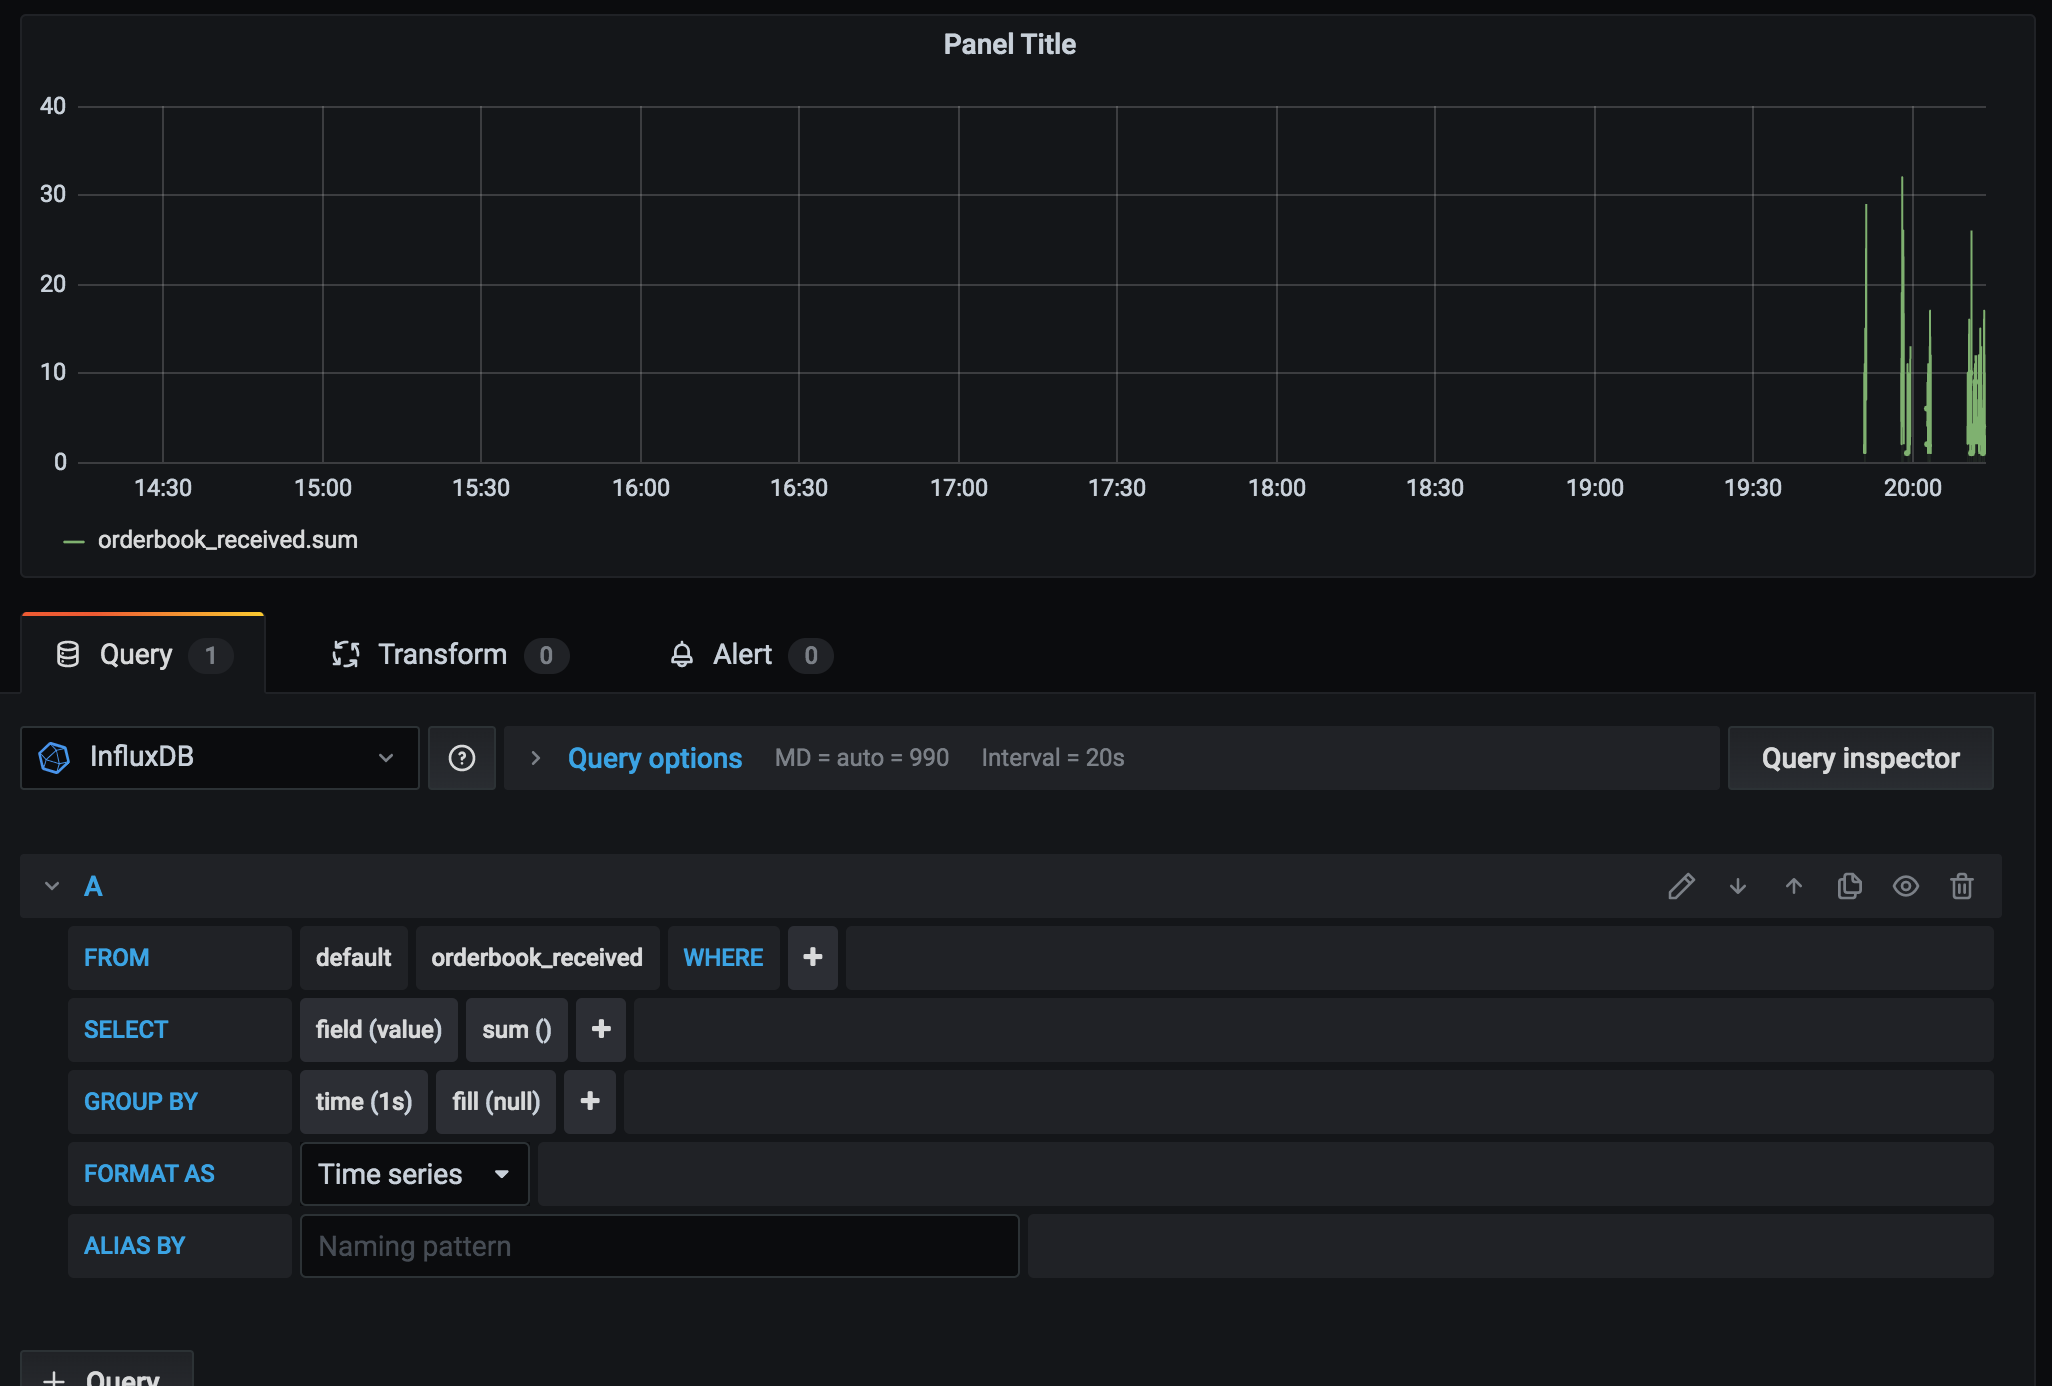 Panel Title
40
30
20
10
0
14:30 15:00 15:30 16:00 16:30 17:00 17:30 18:00 18:30 19:00 19:30 20:00
orderbook_received.sum
Query 1 Transform 0 Alert 0
InfluxDB Query options MD = auto = 990 Interval = 20s Query inspector
A
FROM default orderbook_received WHERE +
SELECT field (value) sum () +
GROUP BY time (1s) fill (null) +
FORMAT AS Time series
ALIAS BY Naming pattern
+ Query